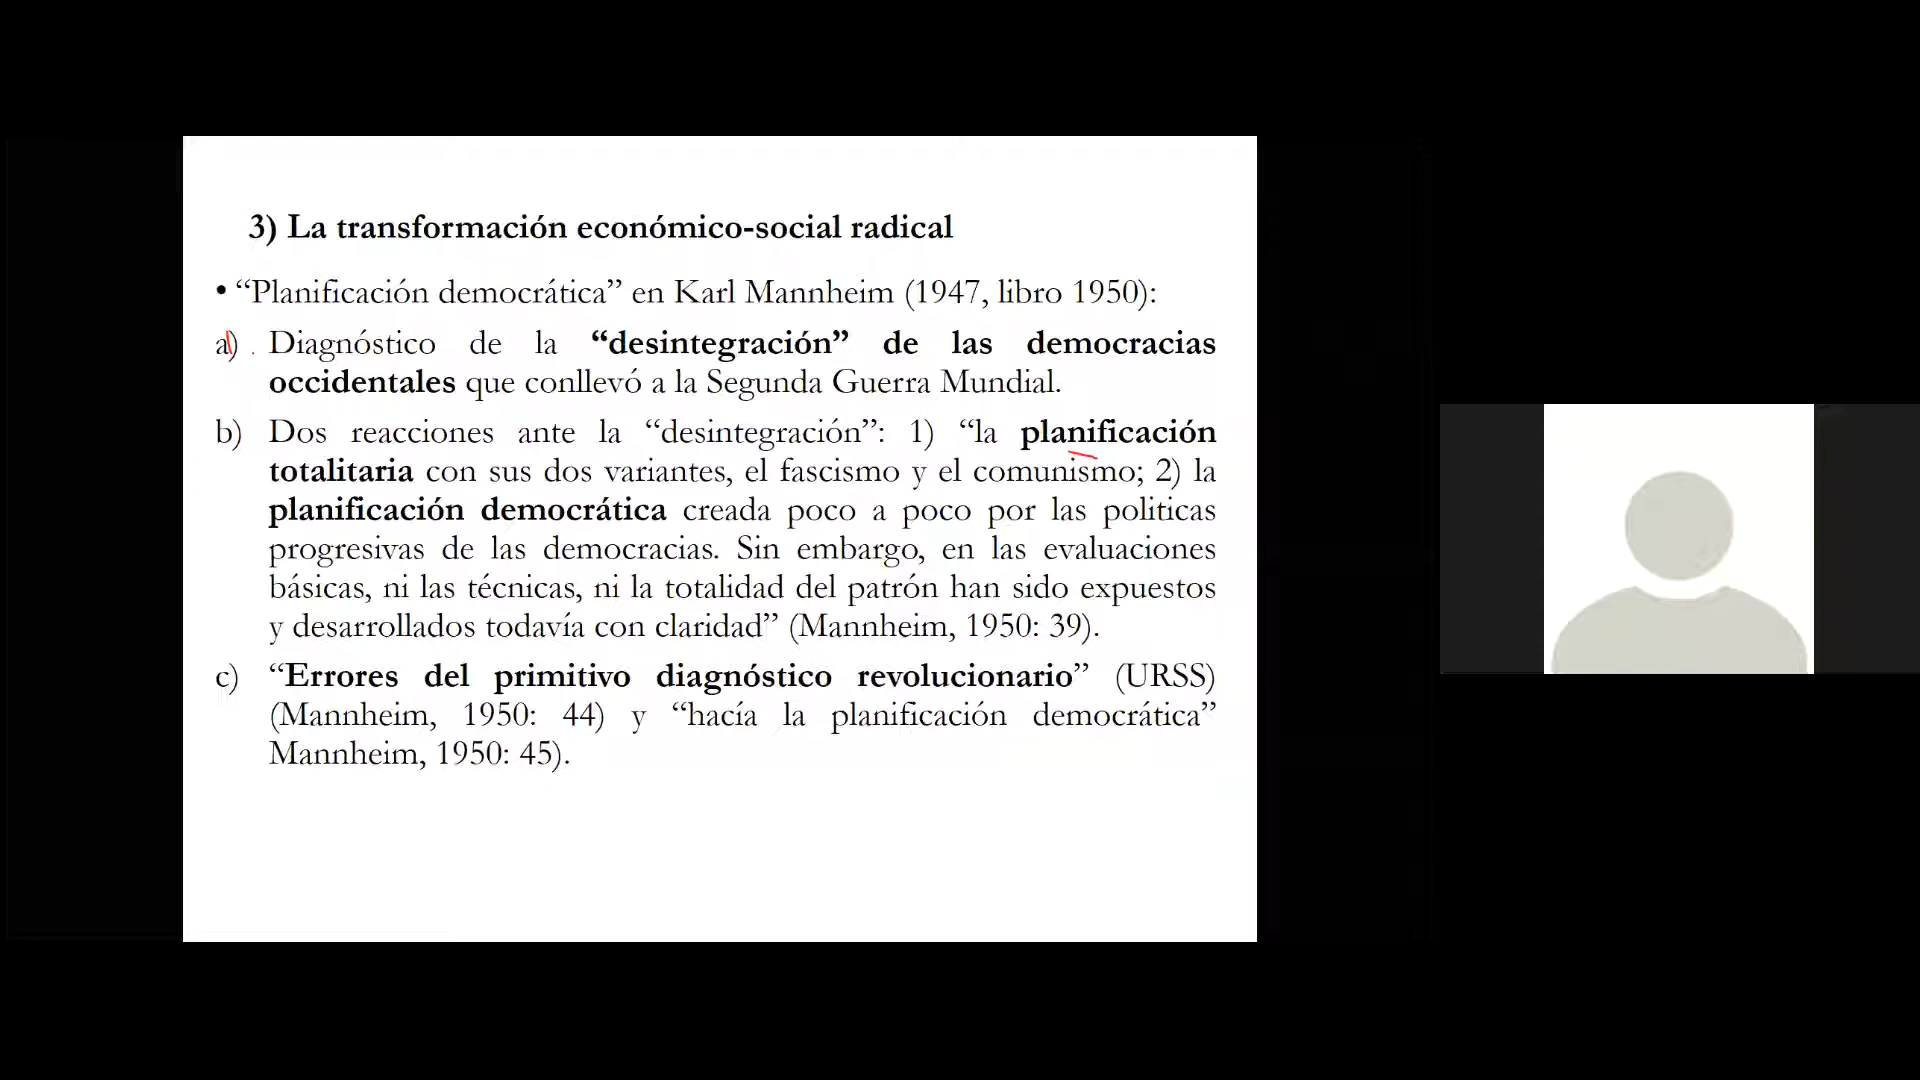 3) La transformación económico-social radical
• “Planificación democrática” en Karl Mannheim (1947, libro 1950):
a) Diagnóstico de la “desintegración” de las democracias
occidentales que conllevó a la Segunda Guerra Mundial.
b) Dos reacciones ante la “desintegración”: 1) “la planificación
totalitaria con sus dos variantes, el fascismo y el comunismo; 2) la
planificación democrática creada poco a poco por las politicas
progresivas de las democracias. Sin embargo, en las evaluaciones
básicas, ni las técnicas, ni la totalidad del patrón han sido expuestos
y desarrollados todavía con claridad” (Mannheim, 1950: 39).
c) “Errores del primitivo diagnóstico revolucionario” (URSS)
(Mannheim, 1950: 44) y “hacía la planificación democrática”
Mannheim, 1950: 45).